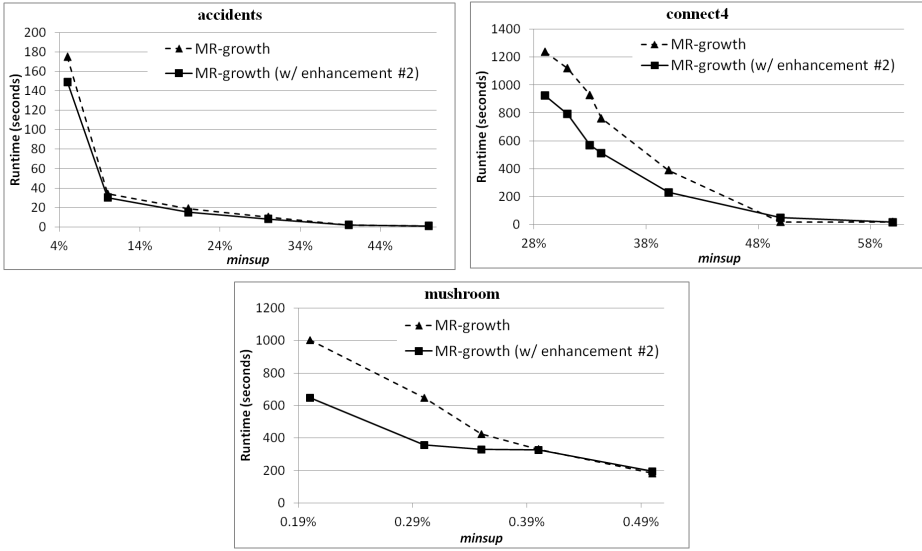 accidents
200
180
160
140
120
100
80
60
40
20
0
Runtime (seconds)
MR-growth
MR-growth (w/ enhancement #2)
4%
14%
24%
34%
44%
minsup
connect4
1400
1200
1000
800
600
400
200
0
Runtime (seconds)
MR-growth
MR-growth (w/ enhancement #2)
28%
38%
48%
58%
minsup
mushroom
1200
1000
800
600
400
200
0
Runtime (seconds)
MR-growth
MR-growth (w/ enhancement #2)
0.19%
0.29%
0.39%
0.49%
minsup